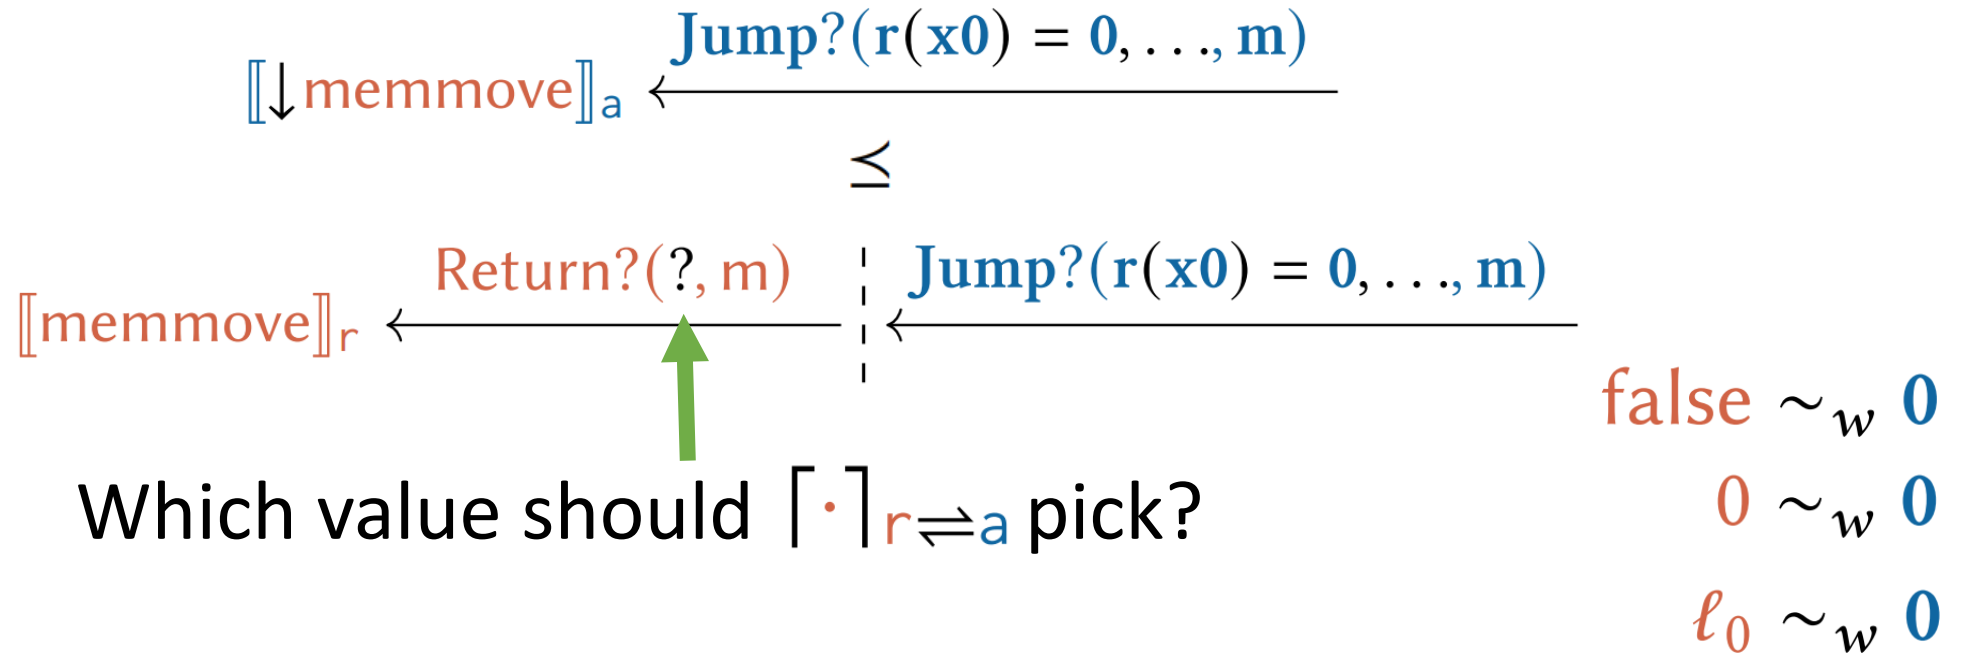 Jump?(r(x0) = 0, . . ., m)
⟦↓memmove⟧a
⪯
Return?(?, m) Jump?(r(x0) = 0, . . ., m)
⟦memmove⟧r
false ∼w 0
Which value should ⌈·⌉r⇌a pick?
0 ∼w 0
ℓ0 ∼w 0